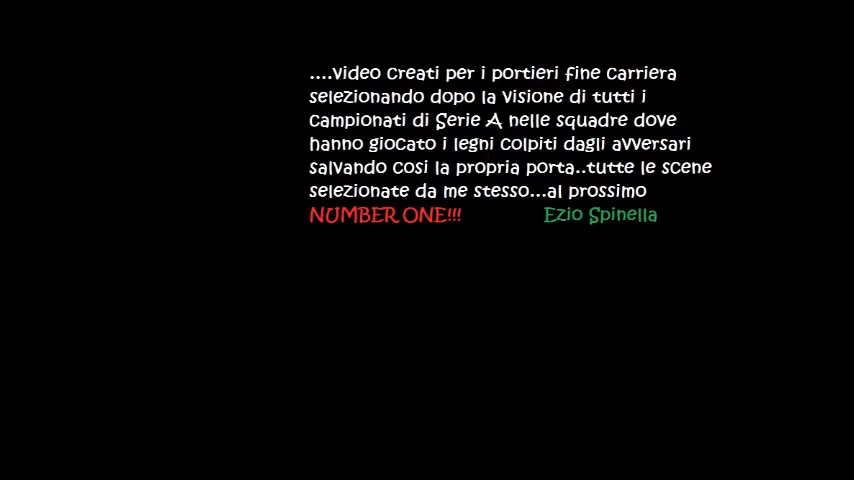 ....Video Creati per i portieri fine Carriera
selezionando dopo la Visione di tutti i
campionati di Serie A nelle squadre dove
hanno giocato i legni colpiti dagli avversari
salvando cosi la propria porta..tutte le scene
selezionate da me stesso...al prossimo
NUMBER ONE!!! Ezio Spinella